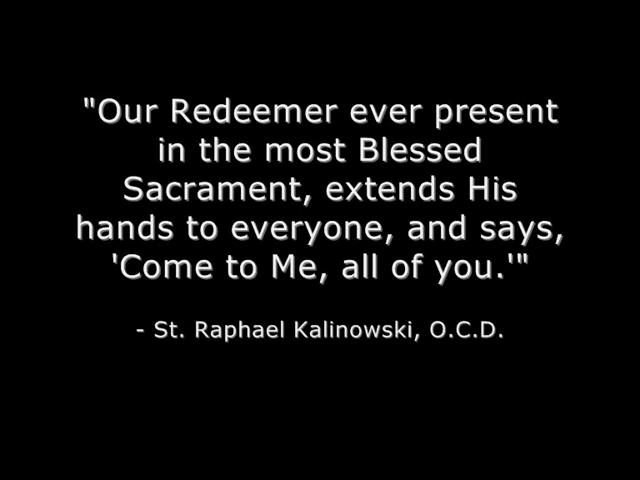 "Our Redeemer ever present
in the most Blessed
Sacrament, extends His
hands to everyone, and says,
'Come to Me, all of you.'"
- St. Raphael Kalinowski, O.C.D.